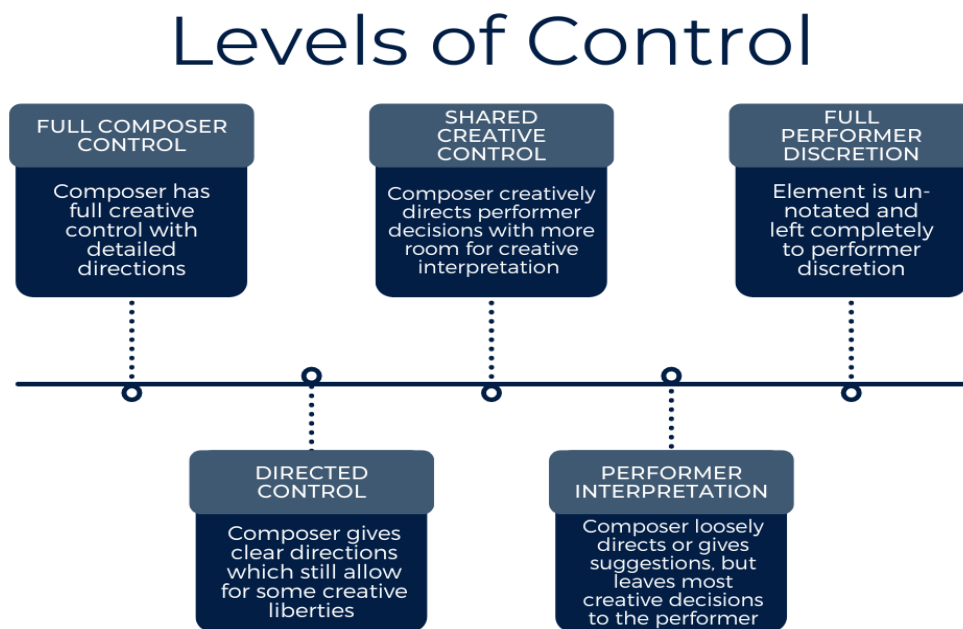 Levels of Control
FULL COMPOSER
CONTROL
Composer has
full creative
control with
detailed
directions
DIRECTED
CONTROL
Composer gives
clear directions
which still allow
for some creative
liberties
SHARED
CREATIVE
CONTROL
Composer creatively
directs performer
decisions with more
room for creative
interpretation
PERFORMER
INTERPRETATION
Composer loosely
directs or gives
suggestions, but
leaves most
creative decisions
to the performer
FULL
PERFORMER
DISCRETION
Element is un-
notated and
left completely
to performer
discretion